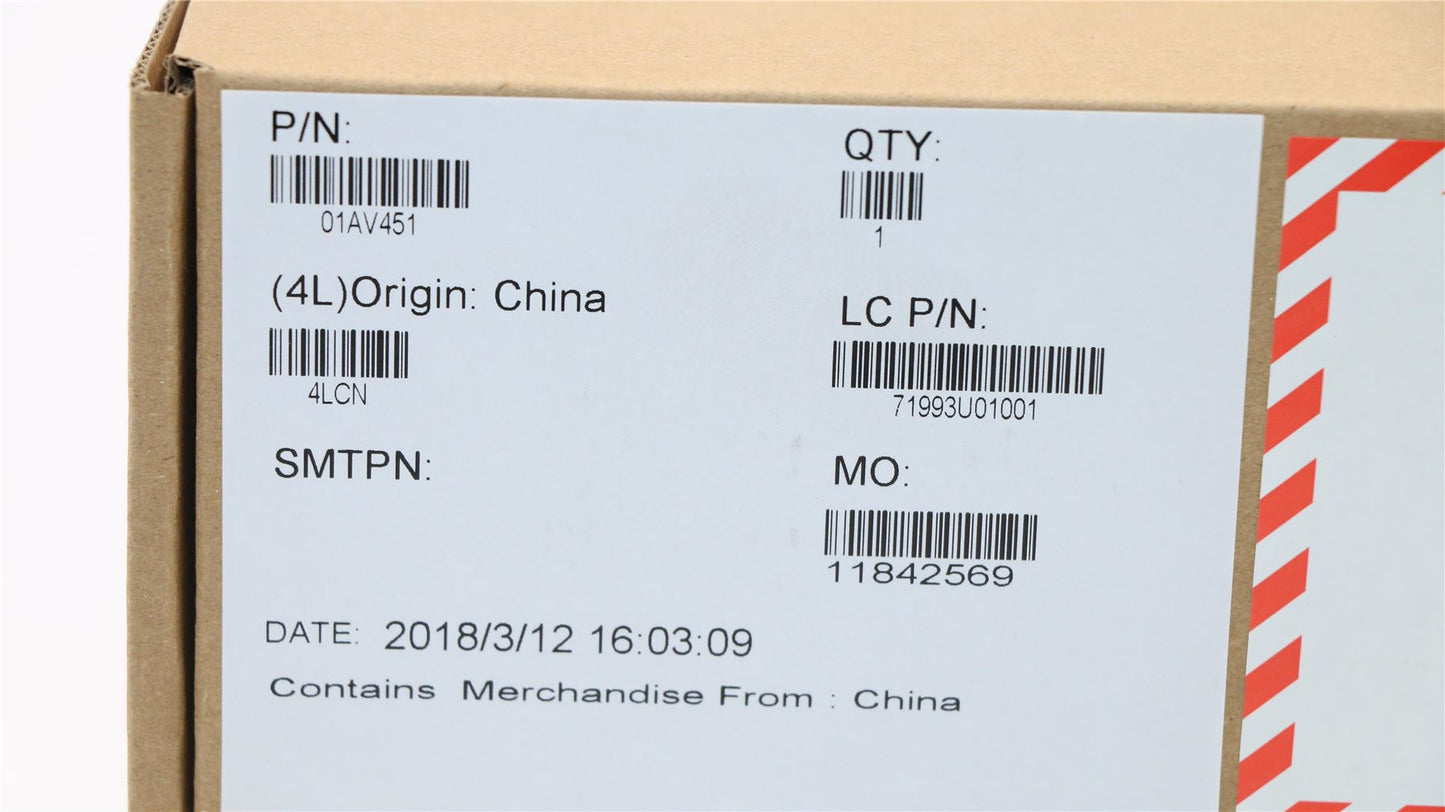 P/N:
01AV451
QTY:
1
(4L)Origin: China
4LCN
LC P/N:
71993U01001
SMTPN:
MO:
11842569
DATE: 2018/3/12 16:03:09
Contains Merchandise From : China